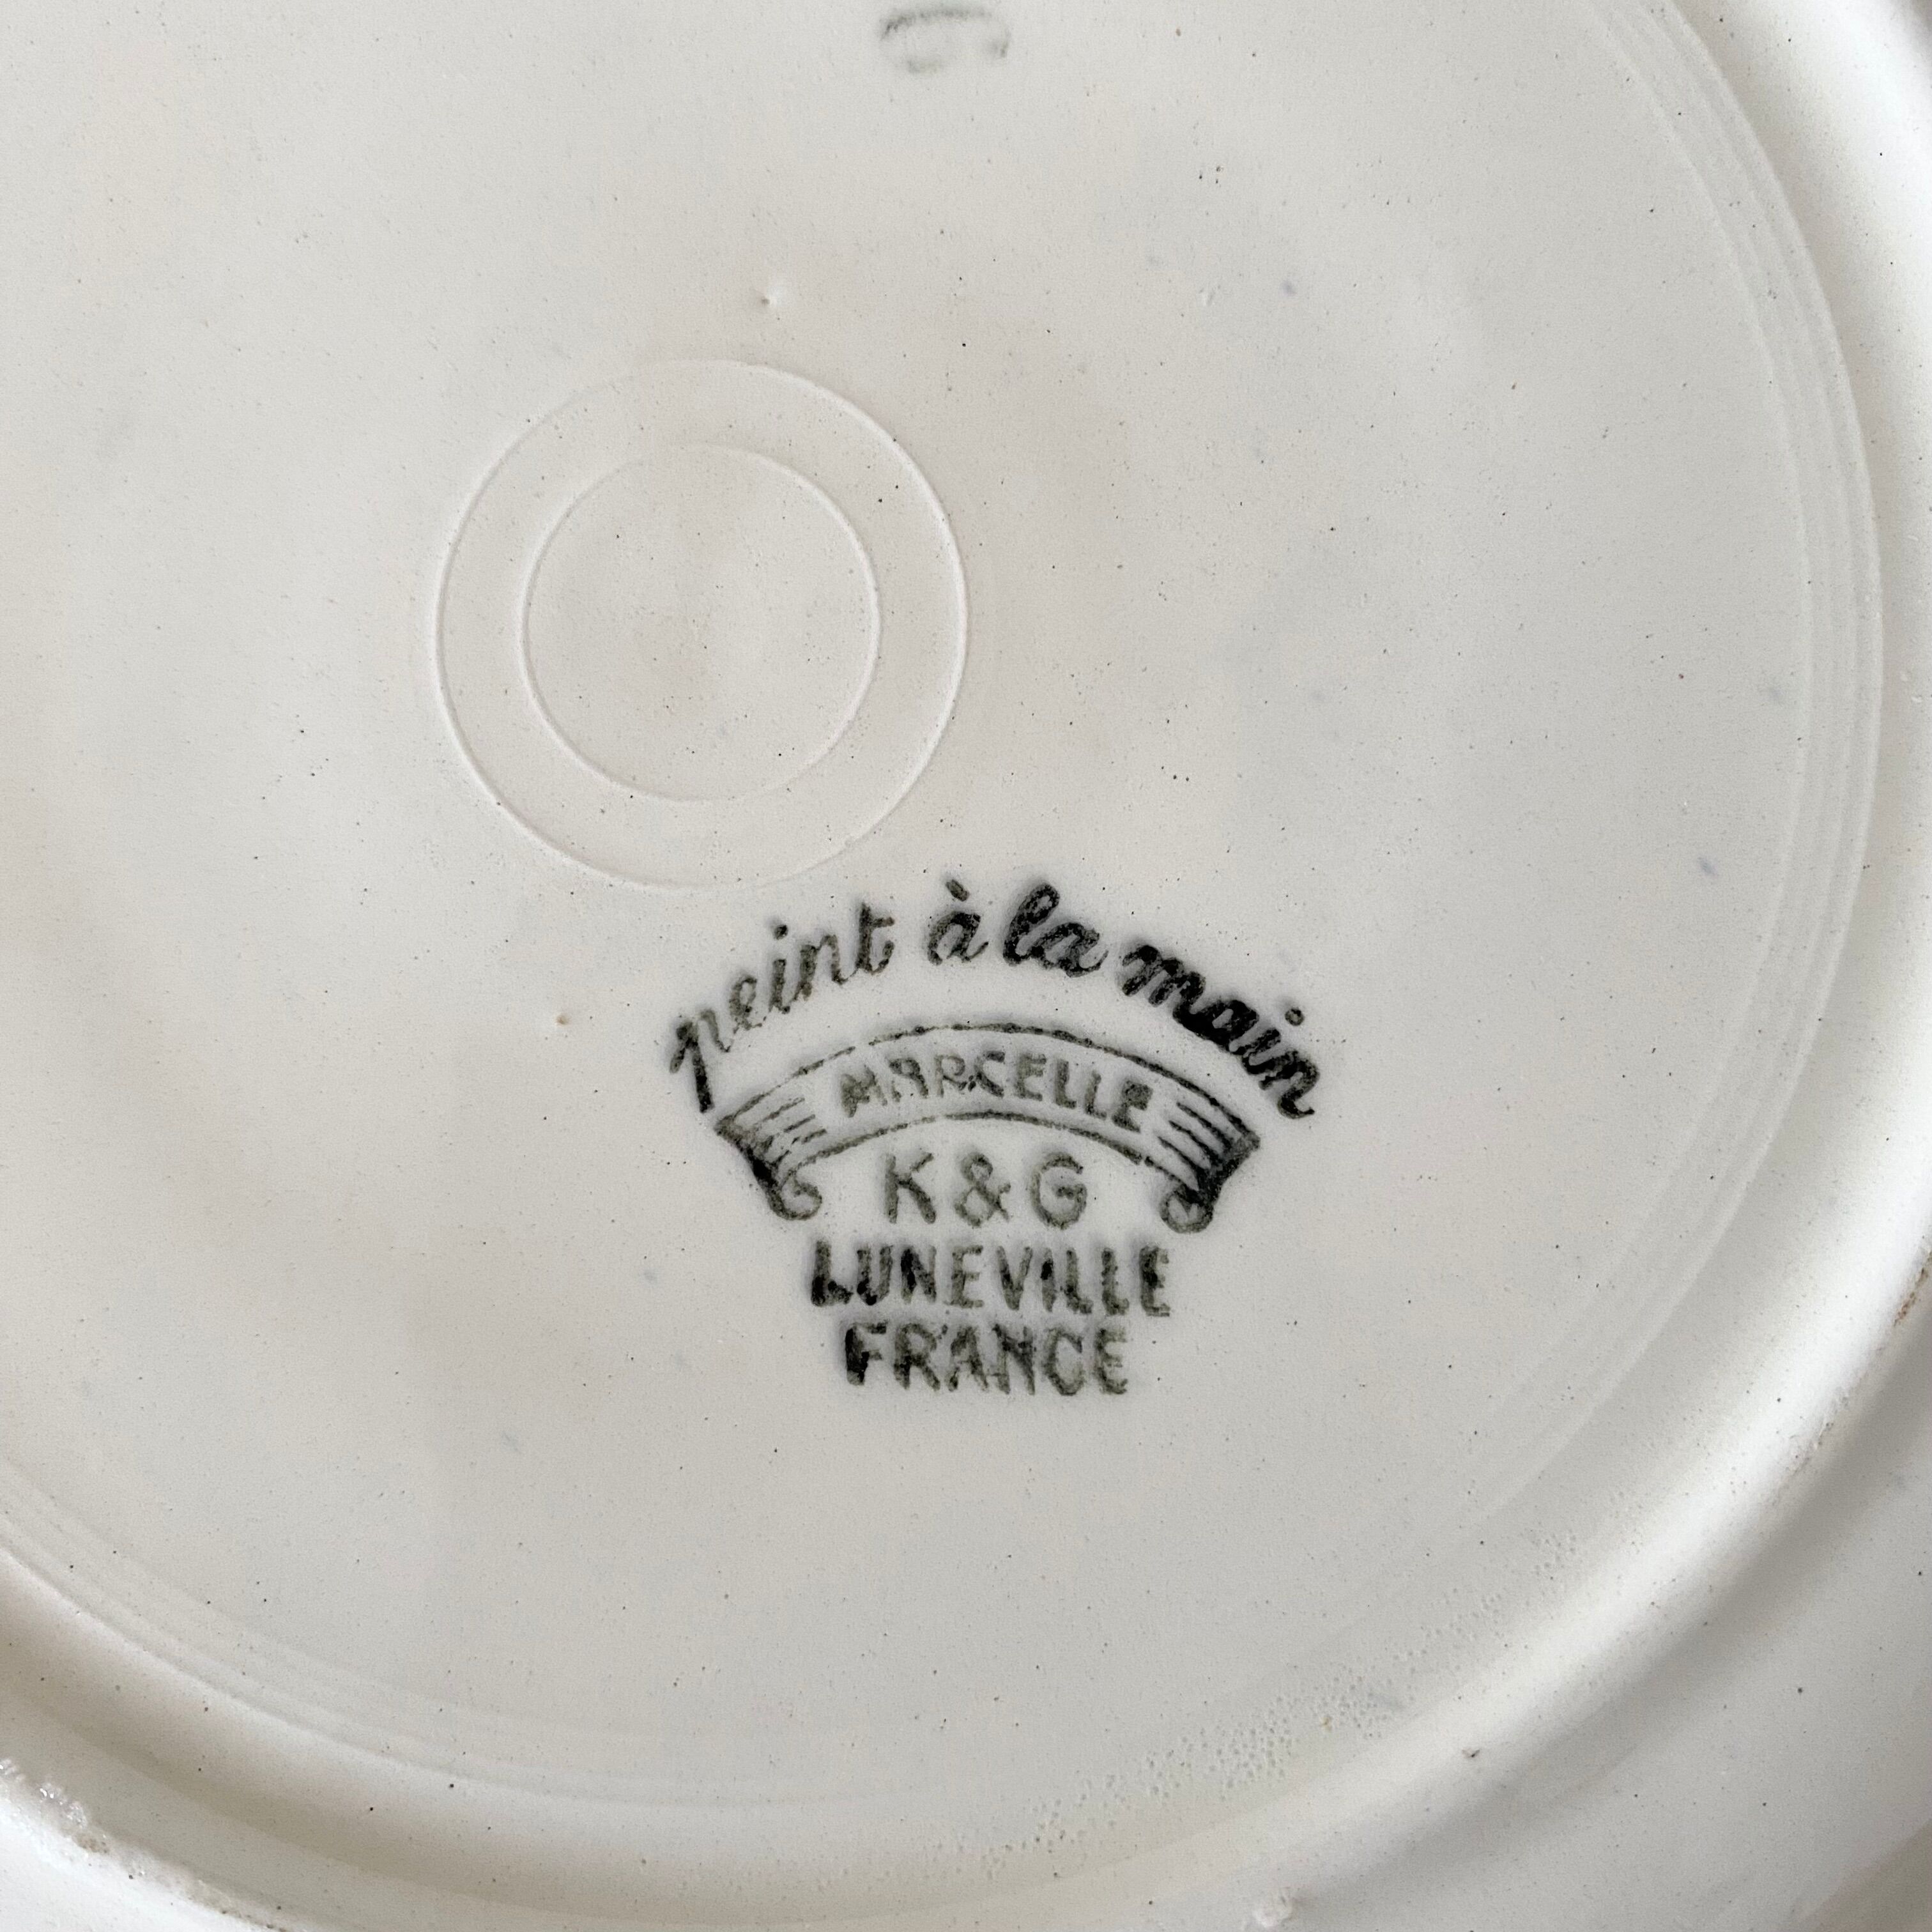 peint à la main
MARCELLE
K & G
LUNEVILLE
FRANCE